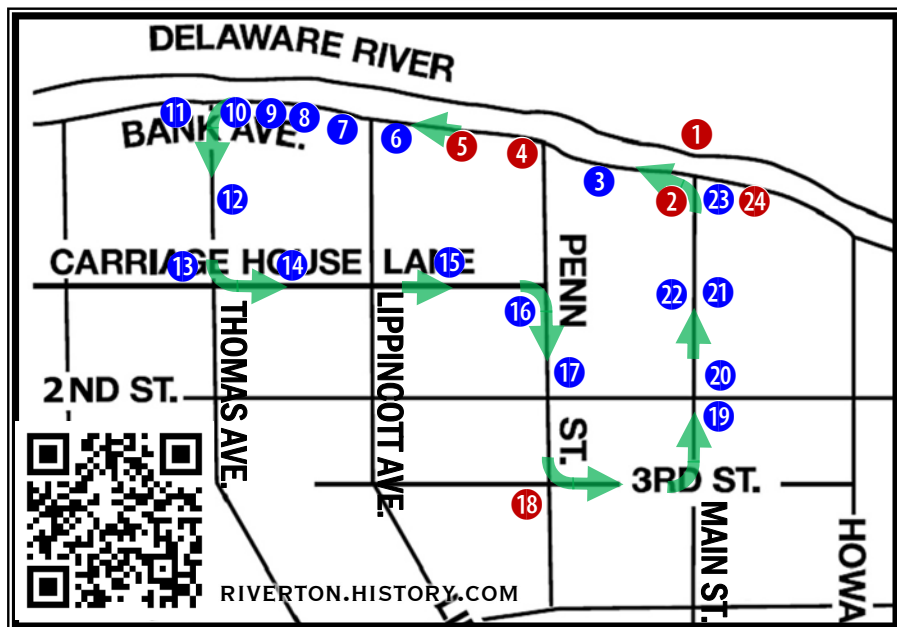 DELAWARE RIVER
1
11
10
9
8
7
6
5
4
BANK AVE.
3
2
23
24
12
CARRIAGE HOUSE LANE
13
14
15
PENN ST.
22
21
16
THOMAS AVE.
LIPPINCOTT AVE.
17
20
2ND ST.
19
3RD ST.
18
MAIN ST.
HOWA
RIVERTON.HISTORY.COM
LI